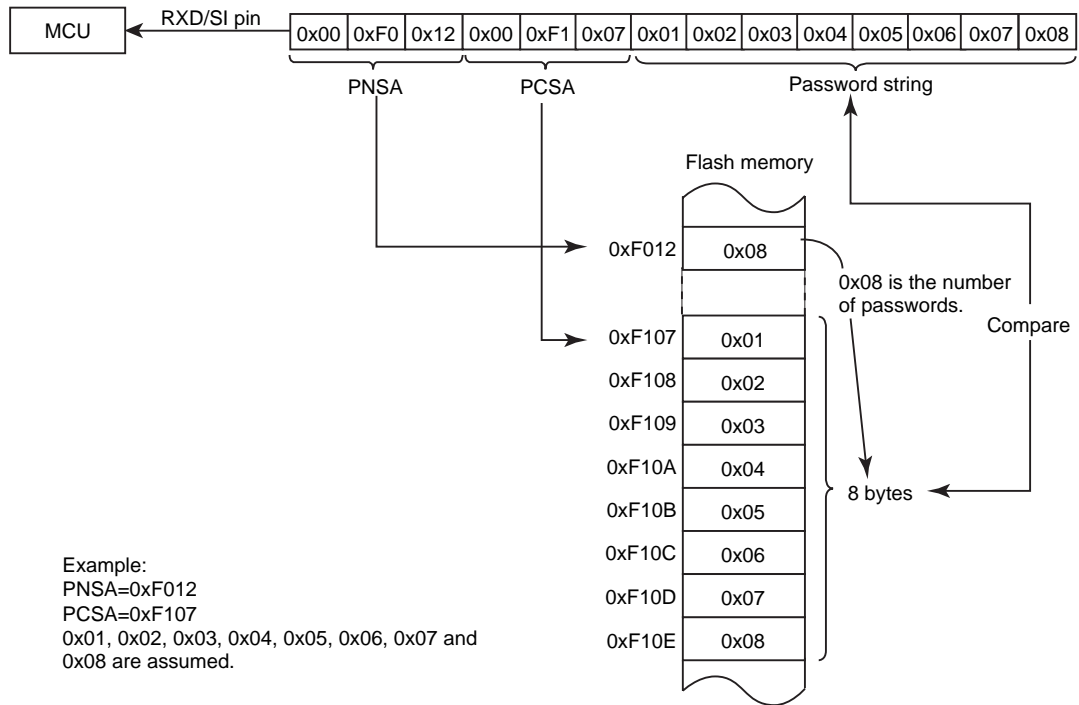 MCU
RXD/SI pin
0x00 0xF0 0x12 0x00 0xF1 0x07 0x01 0x02 0x03 0x04 0x05 0x06 0x07 0x08
PNSA PCSA Password string
Flash memory
0xF012 0x08
0x08 is the number
of passwords.
Compare
0xF107 0x01
0xF108 0x02
0xF109 0x03
0xF10A 0x04
8 bytes
0xF10B 0x05
0xF10C 0x06
0xF10D 0x07
0xF10E 0x08
Example:
PNSA=0xF012
PCSA=0xF107
0x01, 0x02, 0x03, 0x04, 0x05, 0x06, 0x07 and
0x08 are assumed.